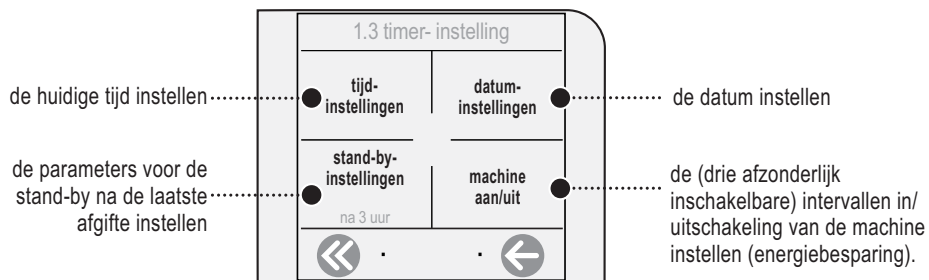 1.3 timer- instelling
de huidige tijd instellen
tijd-
instellingen
datum-
instellingen
de datum instellen
de parameters voor de
stand-by na de laatste
afgifte instellen
stand-by-
instellingen
na 3 uur
machine
aan/uit
de (drie afzonderlijk
inschakelbare) intervallen in/
uitschakeling van de machine
instellen (energiebesparing).